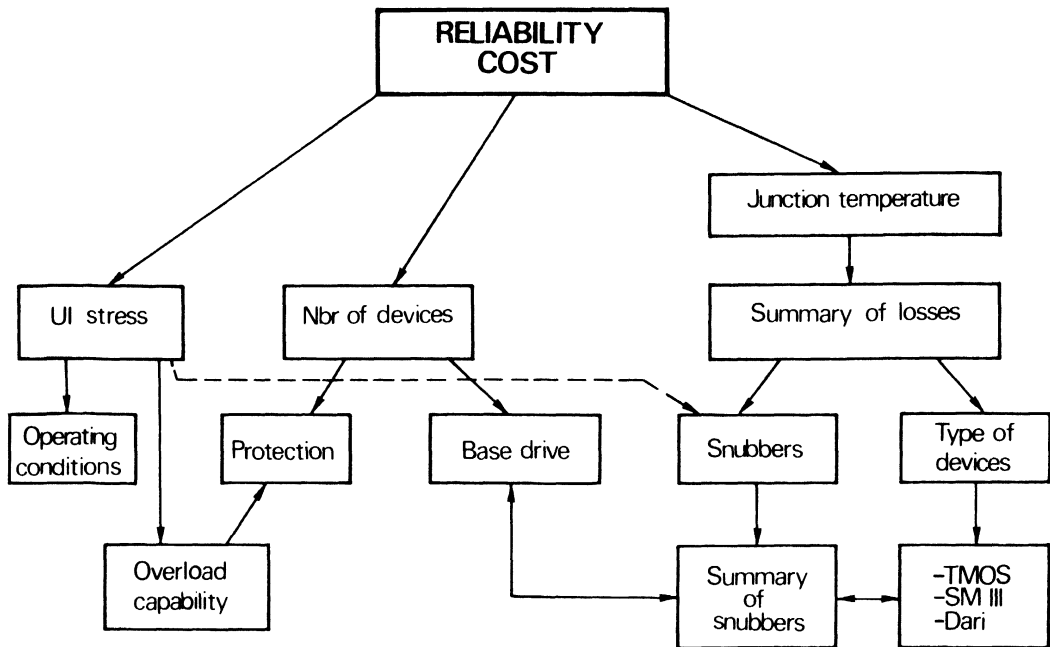 RELIABILITY
COST
Junction temperature
UI stress
Nbr of devices
Summary of losses
Operating
conditions
Protection
Base drive
Snubbers
Type of
devices
Overload
capability
Summary
of
snubbers
-TMOS
-SM III
-Dari